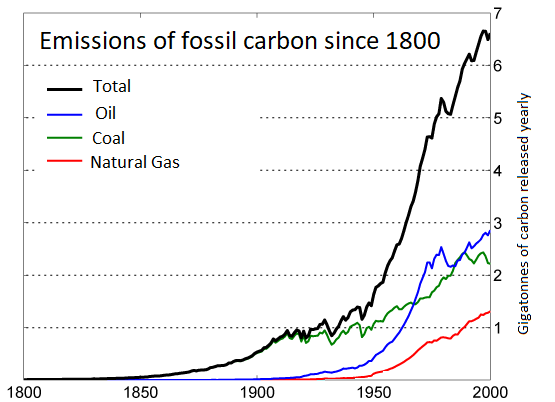 Emissions of fossil carbon since 1800
Total
Oil
Coal
Natural Gas
7
6
5
4
3
2
1
Gigatonnes of carbon released yearly
1800
1850
1900
1950
2000